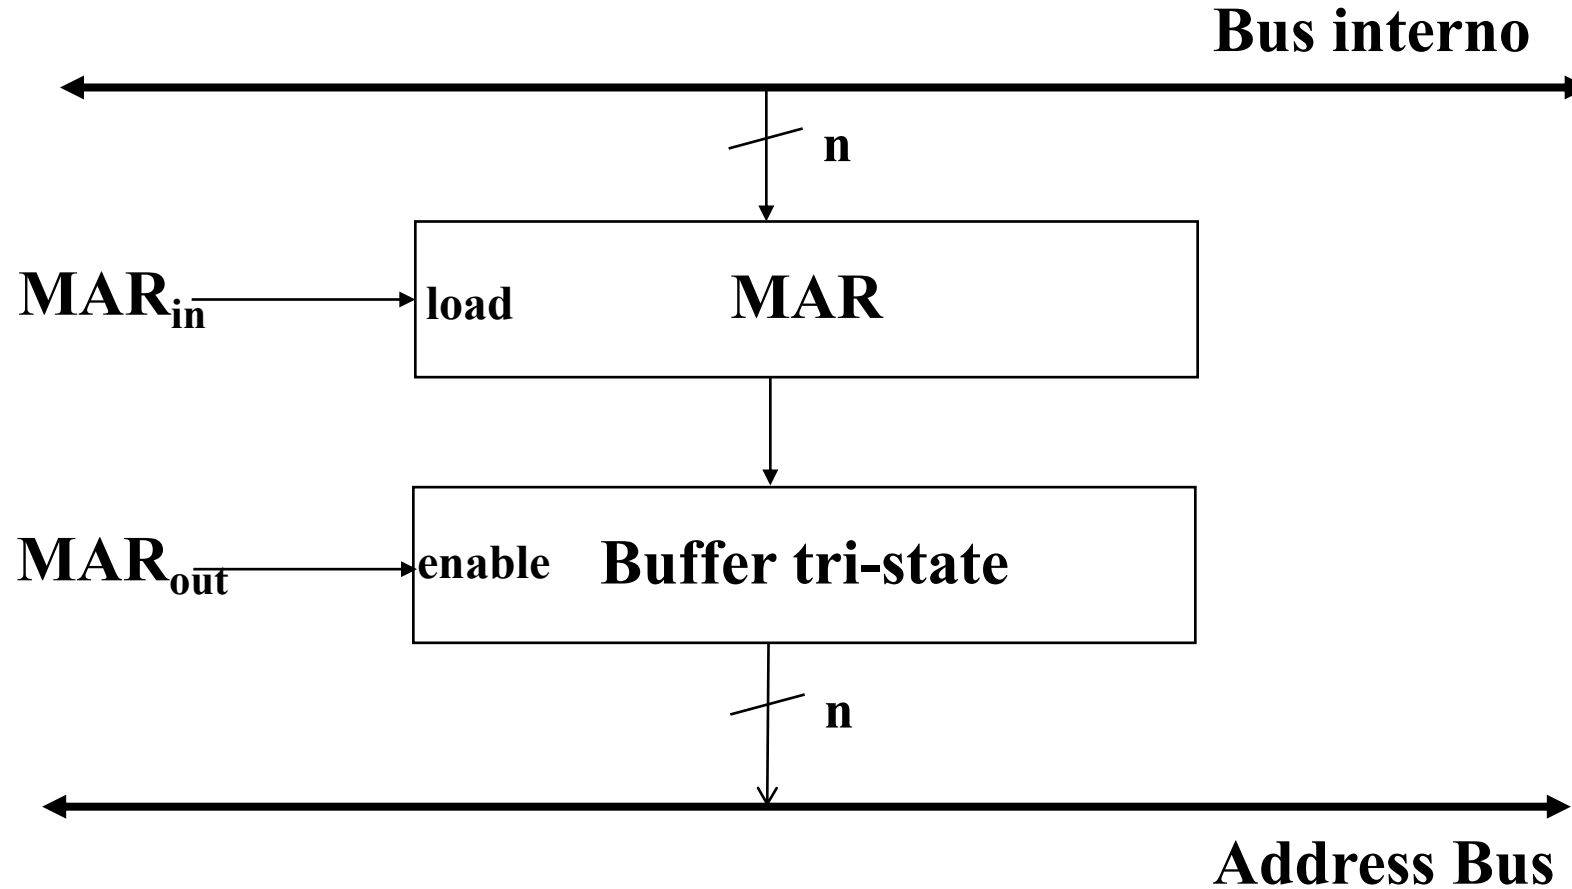 Bus interno
n
MARin
load
MAR
MARout
enable
Buffer tri-state
n
Address Bus